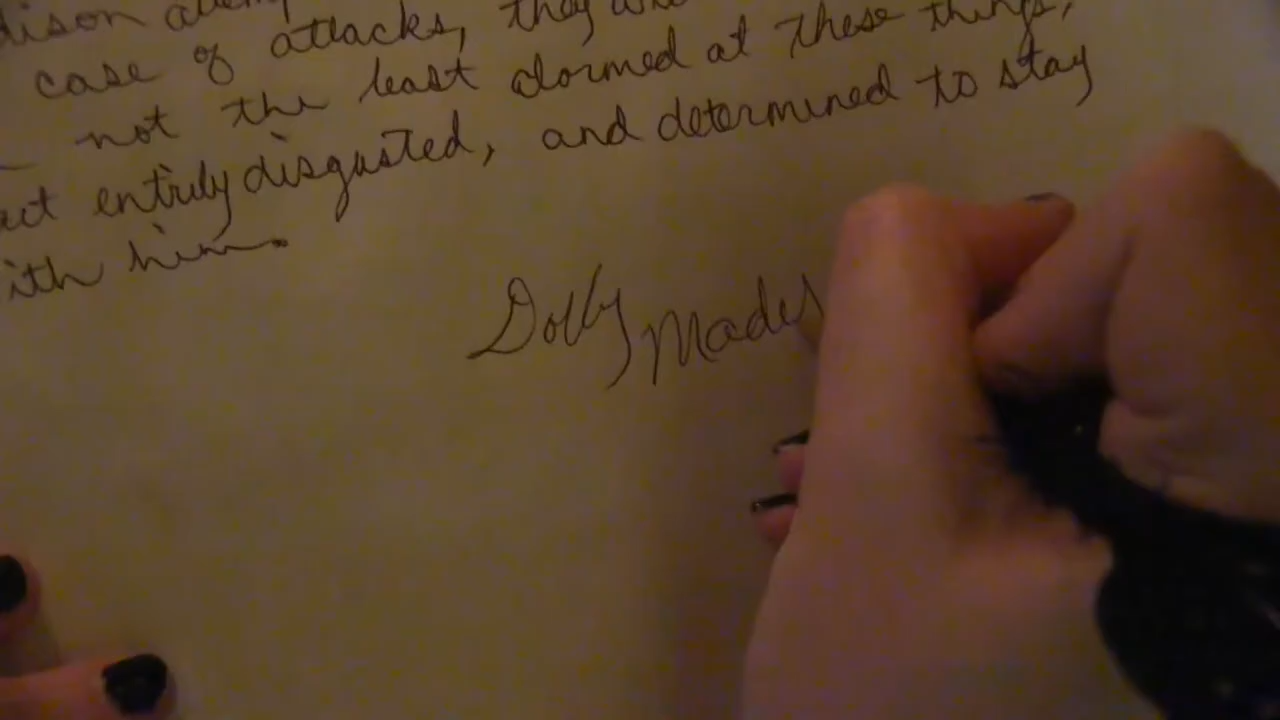 case of attacks, they
not the least alarmed at these things,
entirely disgusted, and determined to stay
with him.
Dolly Mades